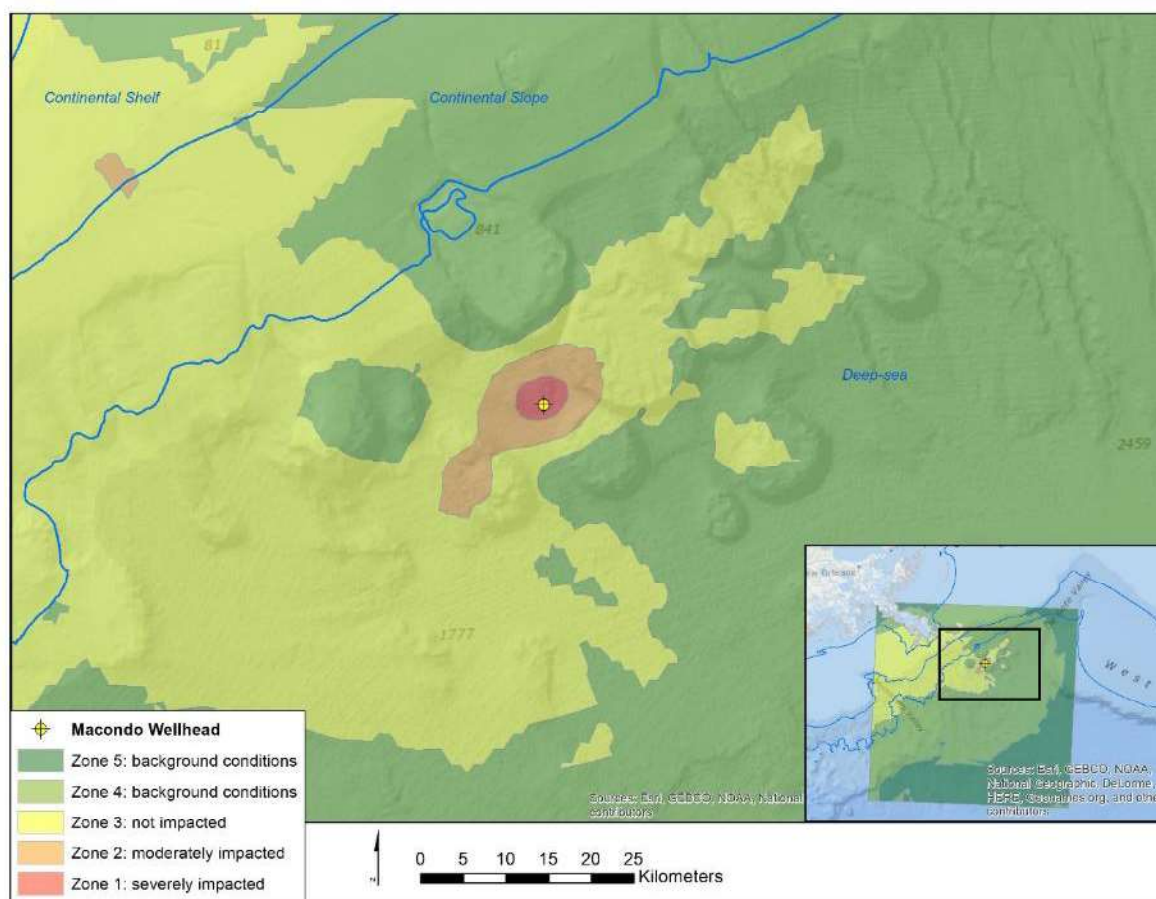 81
Continental Shelf
Continental Slope
841
Deep-sea
2459
1777
Macondo Wellhead
Zone 5: background conditions
Zone 4: background conditions
Zone 3: not impacted
Zone 2: moderately impacted
Zone 1: severely impacted
Sources: Esri, GEBCO, NOAA, National
contributors
West
Sources: Esri, GEBCO, NOAA,
National Geographic, DeLorme,
HERE, Geonames.org, and othe
contributors
0 5 10 15 20 25
Kilometers